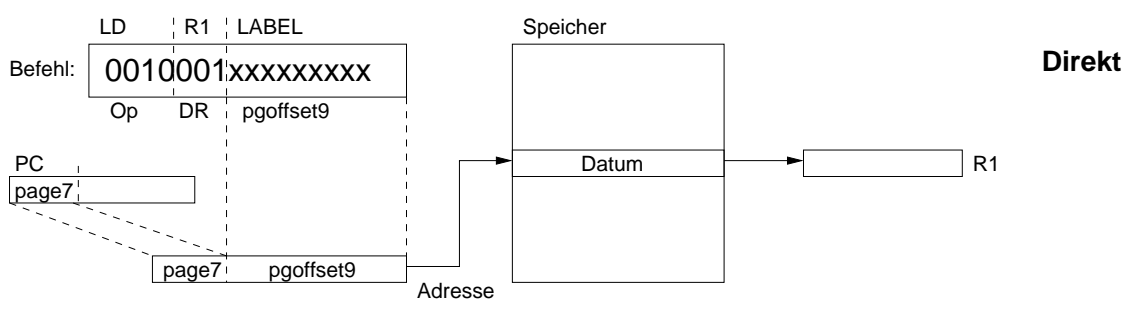 LD R1 LABEL Speicher
Befehl: 0010001xxxxxxxxx Direkt
Op DR pgoffset9
PC Datum R1
page7
page7 pgoffset9
Adresse